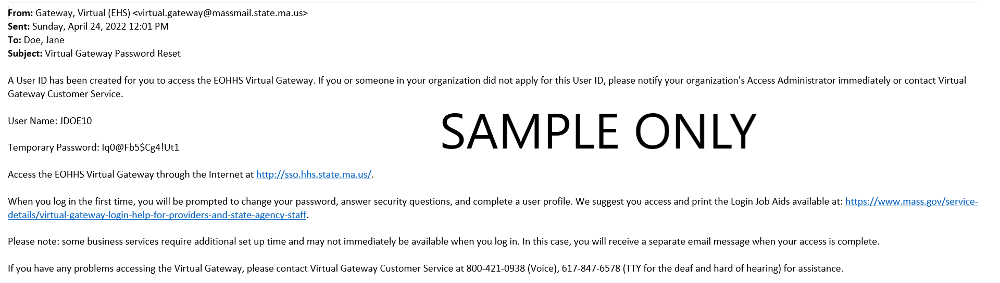 From: Gateway, Virtual (EHS) <virtual.gateway@massmail.state.ma.us>
Sent: Sunday, April 24, 2022 12:01 PM
To: Doe, Jane
Subject: Virtual Gateway Password Reset
A User ID has been created for you to access the EOHHS Virtual Gateway. If you or someone in your organization did not apply for this User ID, please notify your organization's Access Administrator immediately or contact Virtual
Gateway Customer Service.
User Name: JDOE10
SAMPLE ONLY
Temporary Password: Iq0@Fb5$Cg4!Ut1
Access the EOHHS Virtual Gateway through the Internet at http://sso.hhs.state.ma.us/.
When you log in the first time, you will be prompted to change your password, answer security questions, and complete a user profile. We suggest you access and print the Login Job Aids available at: https://www.mass.gov/service-
details/virtual-gateway-login-help-for-providers-and-state-agency-staff.
Please note: some business services require additional set up time and may not immediately be available when you log in. In this case, you will receive a separate email message when your access is complete.
If you have any problems accessing the Virtual Gateway, please contact Virtual Gateway Customer Service at 800-421-0938 (Voice), 617-847-6578 (TTY for the deaf and hard of hearing) for assistance.